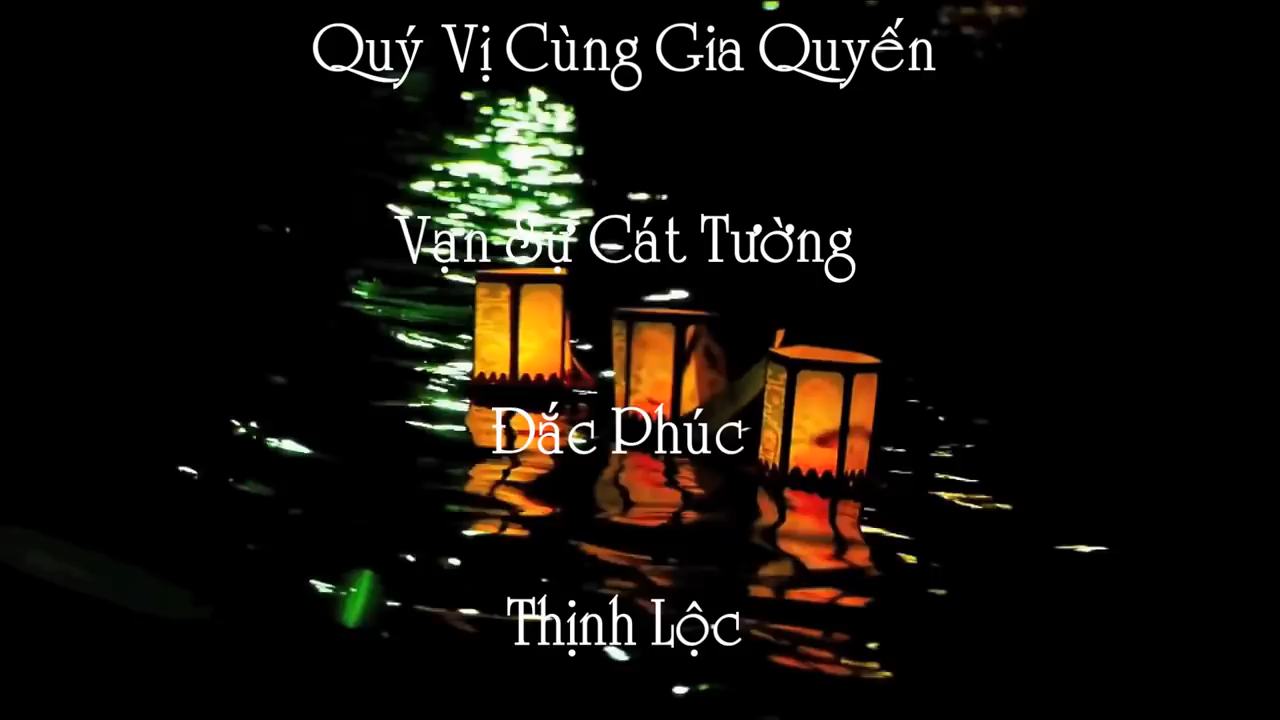 Quý Vị Cùng Gia Quyến
Vạn Sự Cát Tường
Đắc Phúc
Thịnh Lộc